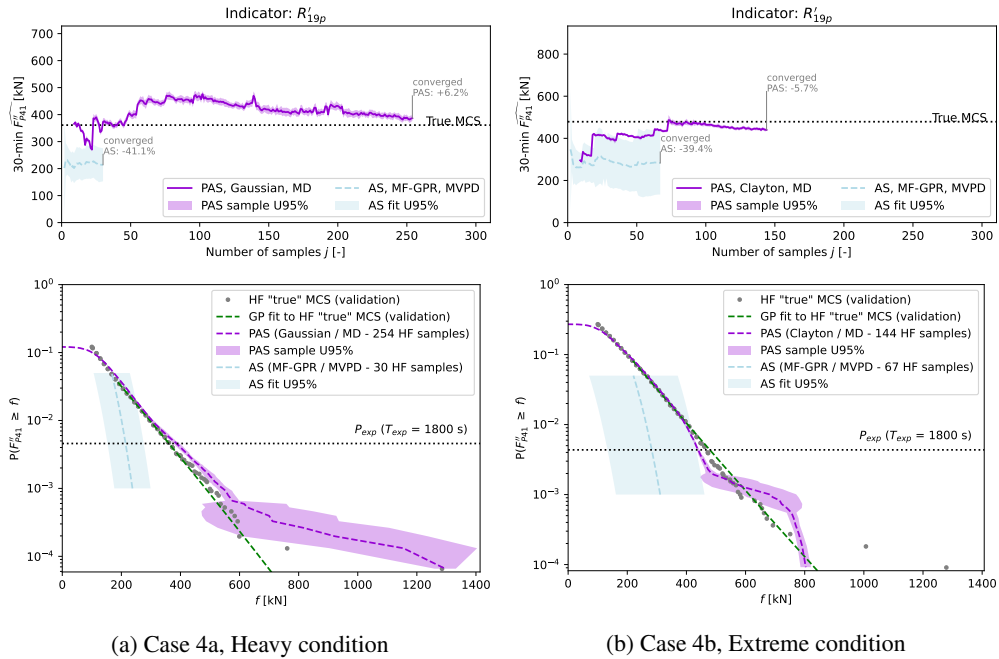 Indicator: R'19p
700
600
500
400
300
200
100
0
30-min F''P41 [kN]
converged
PAS: +6.2%
True MCS
converged
AS: -41.1%
PAS, Gaussian, MD
PAS sample U95%
AS, MF-GPR, MVPD
AS fit U95%
0 50 100 150 200 250 300
Number of samples j [-]
Indicator: R'19p
800
600
400
200
0
30-min F''P41 [kN]
converged
PAS: -5.7%
True MCS
converged
AS: -39.4%
PAS, Clayton, MD
PAS sample U95%
AS, MF-GPR, MVPD
AS fit U95%
0 50 100 150 200 250 300
Number of samples j [-]
10⁰
10⁻¹
10⁻²
10⁻³
10⁻⁴
P(F''P41 ≥ f)
HF "true" MCS (validation)
GP fit to HF "true" MCS (validation)
PAS (Gaussian / MD - 254 HF samples)
PAS sample U95%
AS (MF-GPR / MVPD - 30 HF samples)
AS fit U95%
Pexp (Texp = 1800 s)
0 200 400 600 800 1000 1200 1400
f [kN]
10⁰
10⁻¹
10⁻²
10⁻³
10⁻⁴
P(F''P41 ≥ f)
HF "true" MCS (validation)
GP fit to HF "true" MCS (validation)
PAS (Clayton / MD - 144 HF samples)
PAS sample U95%
AS (MF-GPR / MVPD - 67 HF samples)
AS fit U95%
Pexp (Texp = 1800 s)
0 200 400 600 800 1000 1200 1400
f [kN]
(a) Case 4a, Heavy condition
(b) Case 4b, Extreme condition